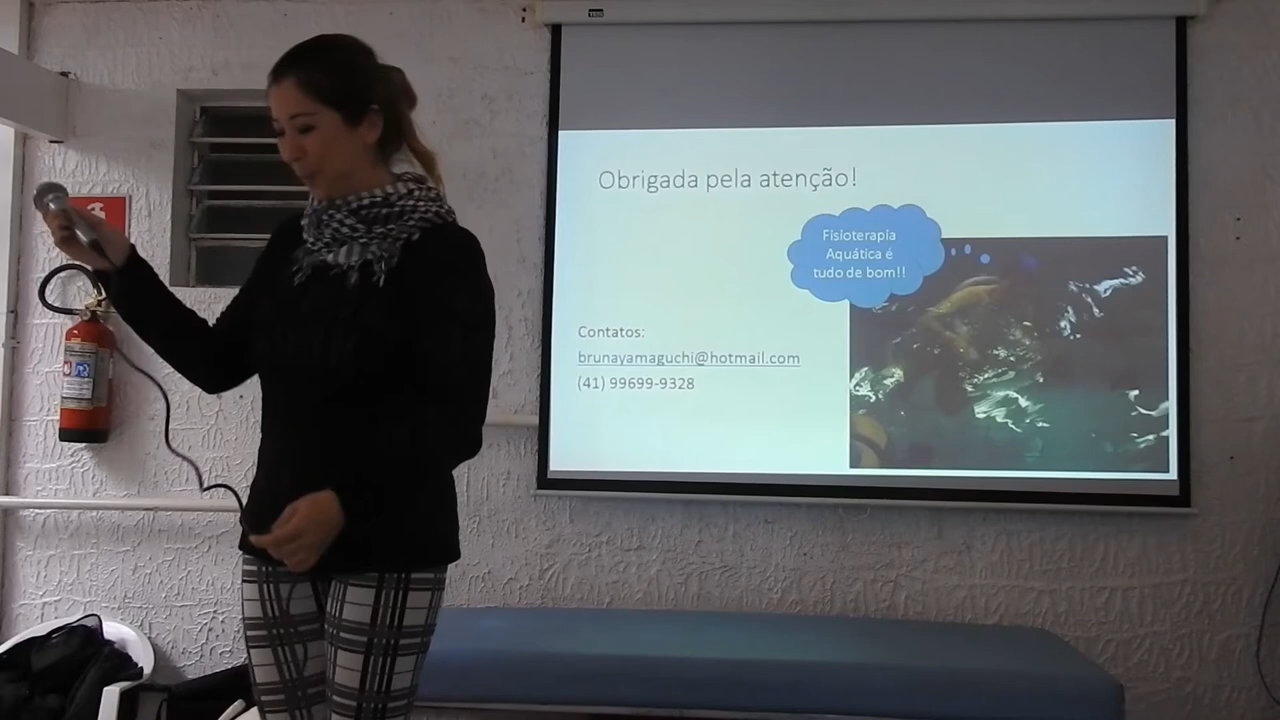 Obrigada pela atenção!
Fisioterapia
Aquática é
tudo de bom!!
Contatos:
brunayamaguchi@hotmail.com
(41) 99699-9328